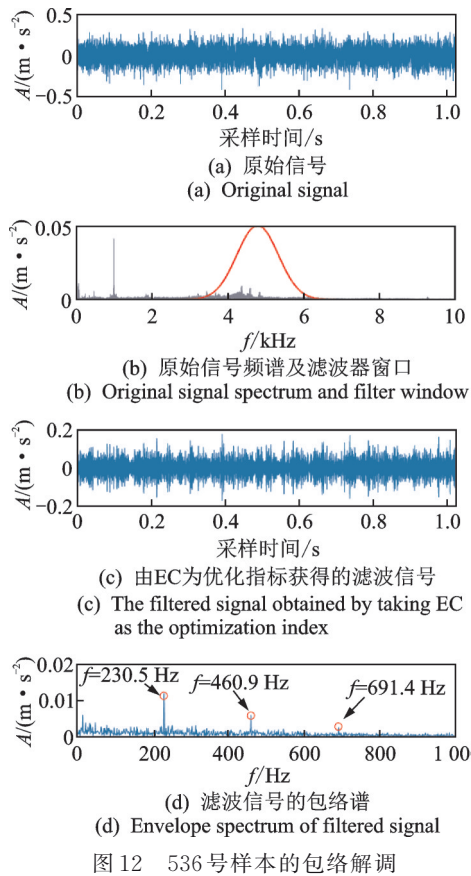 0.5
0
−0.5
A/(m·s⁻²)
0 0.2 0.4 0.6 0.8 1.0
采样时间/s
(a) 原始信号
(a) Original signal
0.05
0
A/(m·s⁻²)
0 2 4 6 8 10
f/kHz
(b) 原始信号频谱及滤波器窗口
(b) Original signal spectrum and filter window
0.2
0
−0.2
A/(m·s⁻²)
0 0.2 0.4 0.6 0.8 1.0
采样时间/s
(c) 由EC为优化指标获得的滤波信号
(c) The filtered signal obtained by taking EC
as the optimization index
0.02
0.01
0
A/(m·s⁻²)
f=230.5 Hz
f=460.9 Hz
f=691.4 Hz
0 200 400 600 800 1 00
f/Hz
(d) 滤波信号的包络谱
(d) Envelope spectrum of filtered signal
图 12 536号样本的包络解调